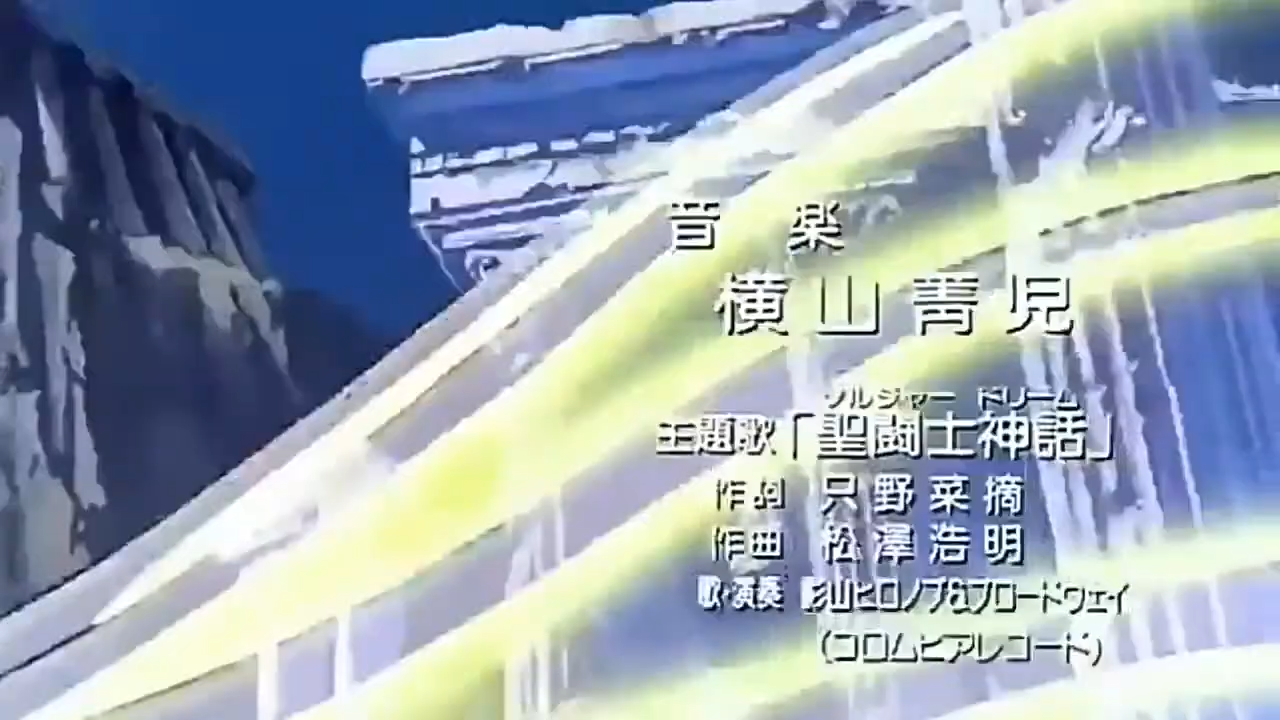 音楽
横山菁児
ソルジャー ドリーム
主題歌「聖闘士神話」
作詞 只野菜摘
作曲 松澤浩明
歌・演奏 影山ヒロノブ&ブロードウェイ
(コロムビアレコード)